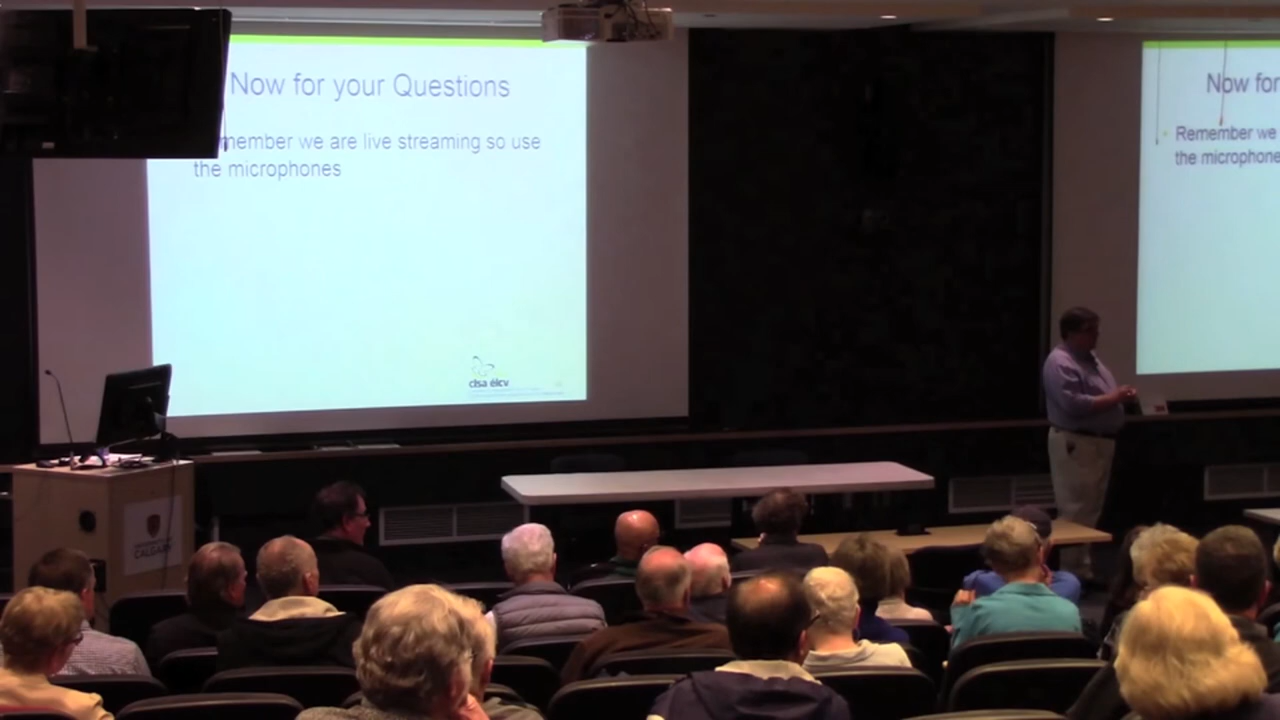 Now for your Questions
member we are live streaming so use
the microphones
clsa élcv
CALGARY
Now for
Remember we
the microphone